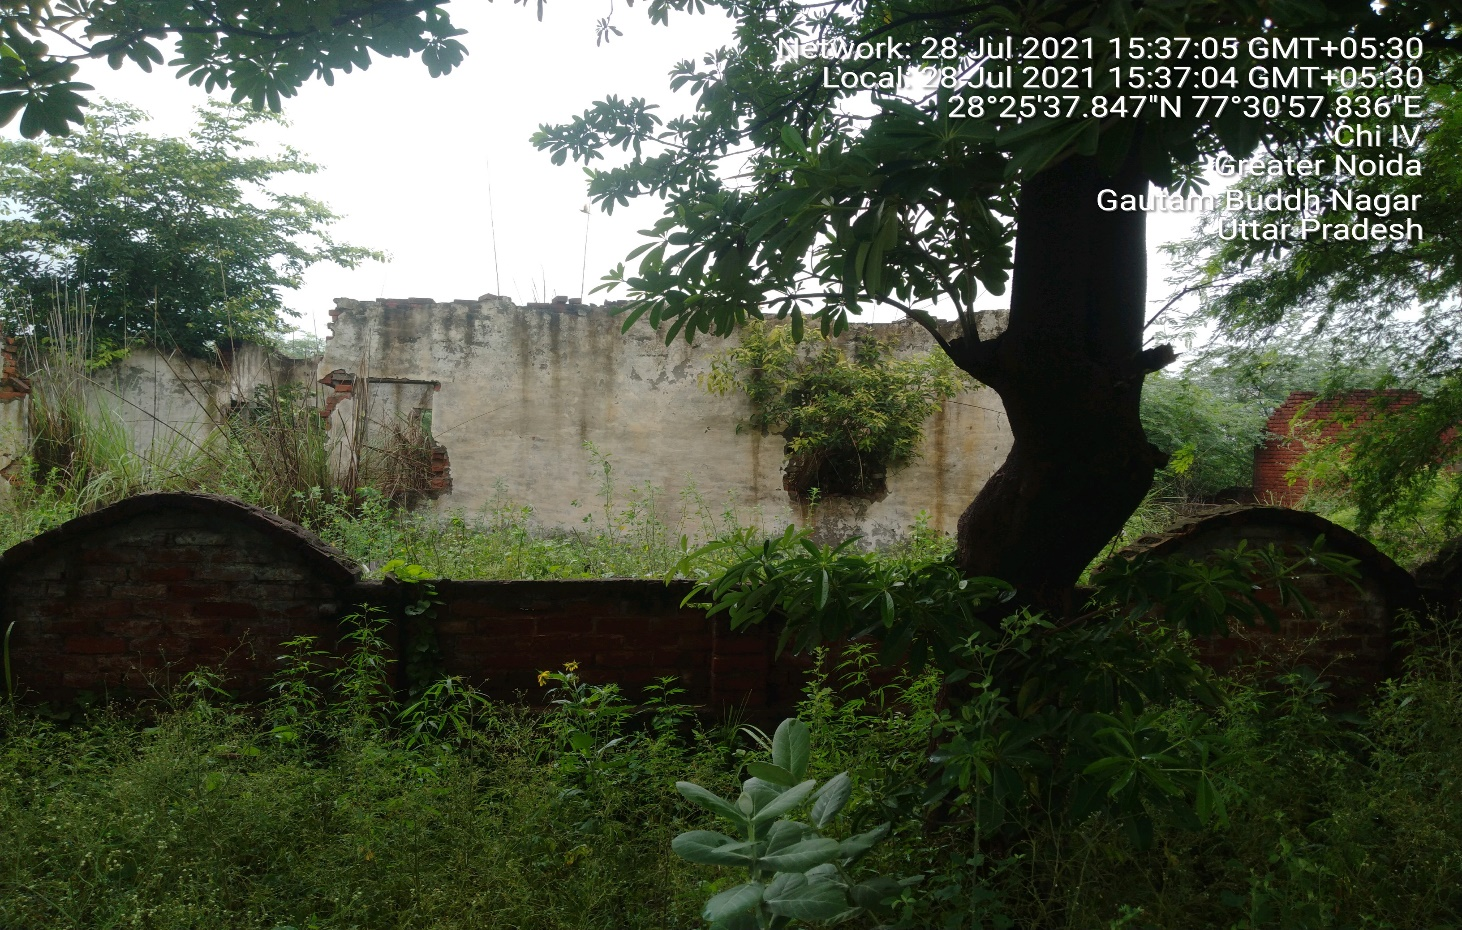 Network: 28 Jul 2021 15:37:05 GMT+05:30
Local: 28 Jul 2021 15:37:04 GMT+05:30
28°25'37.847"N 77°30'57.836"E
Chi IV
Greater Noida
Gautam Buddh Nagar
Uttar Pradesh